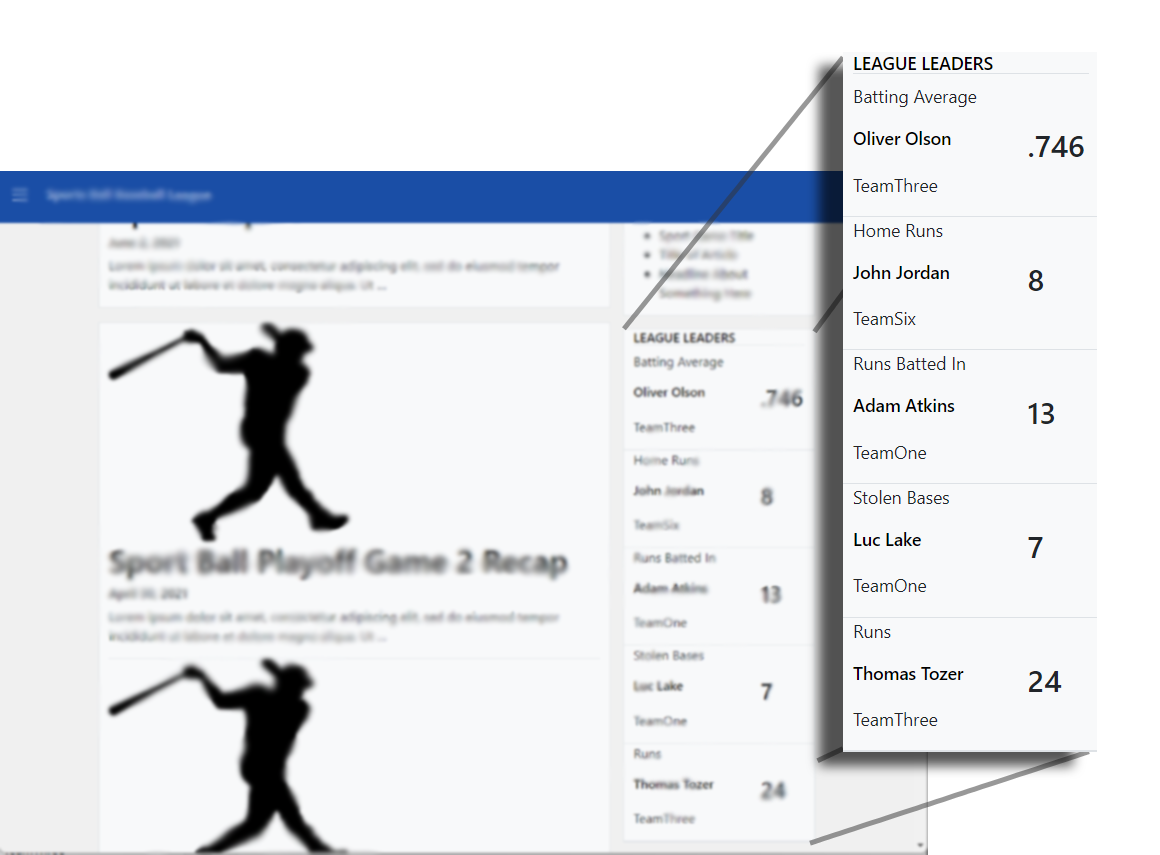 Sports Ball Baseball League
June 2, 2021
Lorem ipsum dolor sit amet, consectetur adipiscing elit, sed do eiusmod tempor
incididunt ut labore et dolore magna aliqua. Ut ...
Title of Article
Headline About
Something Here
Sport Ball Playoff Game 2 Recap
April 30, 2021
Lorem ipsum dolor sit amet, consectetur adipiscing elit, sed do eiusmod tempor
incididunt ut labore et dolore magna aliqua. Ut ...
LEAGUE LEADERS
Batting Average
Oliver Olson
.746
TeamThree
Home Runs
John Jordan
8
TeamSix
Runs Batted In
Adam Atkins
13
TeamOne
Stolen Bases
Luc Lake
7
TeamOne
Runs
Thomas Tozer
24
TeamThree
LEAGUE LEADERS
Batting Average
Oliver Olson
.746
TeamThree
Home Runs
John Jordan
8
TeamSix
Runs Batted In
Adam Atkins
13
TeamOne
Stolen Bases
Luc Lake
7
TeamOne
Runs
Thomas Tozer
24
TeamThree